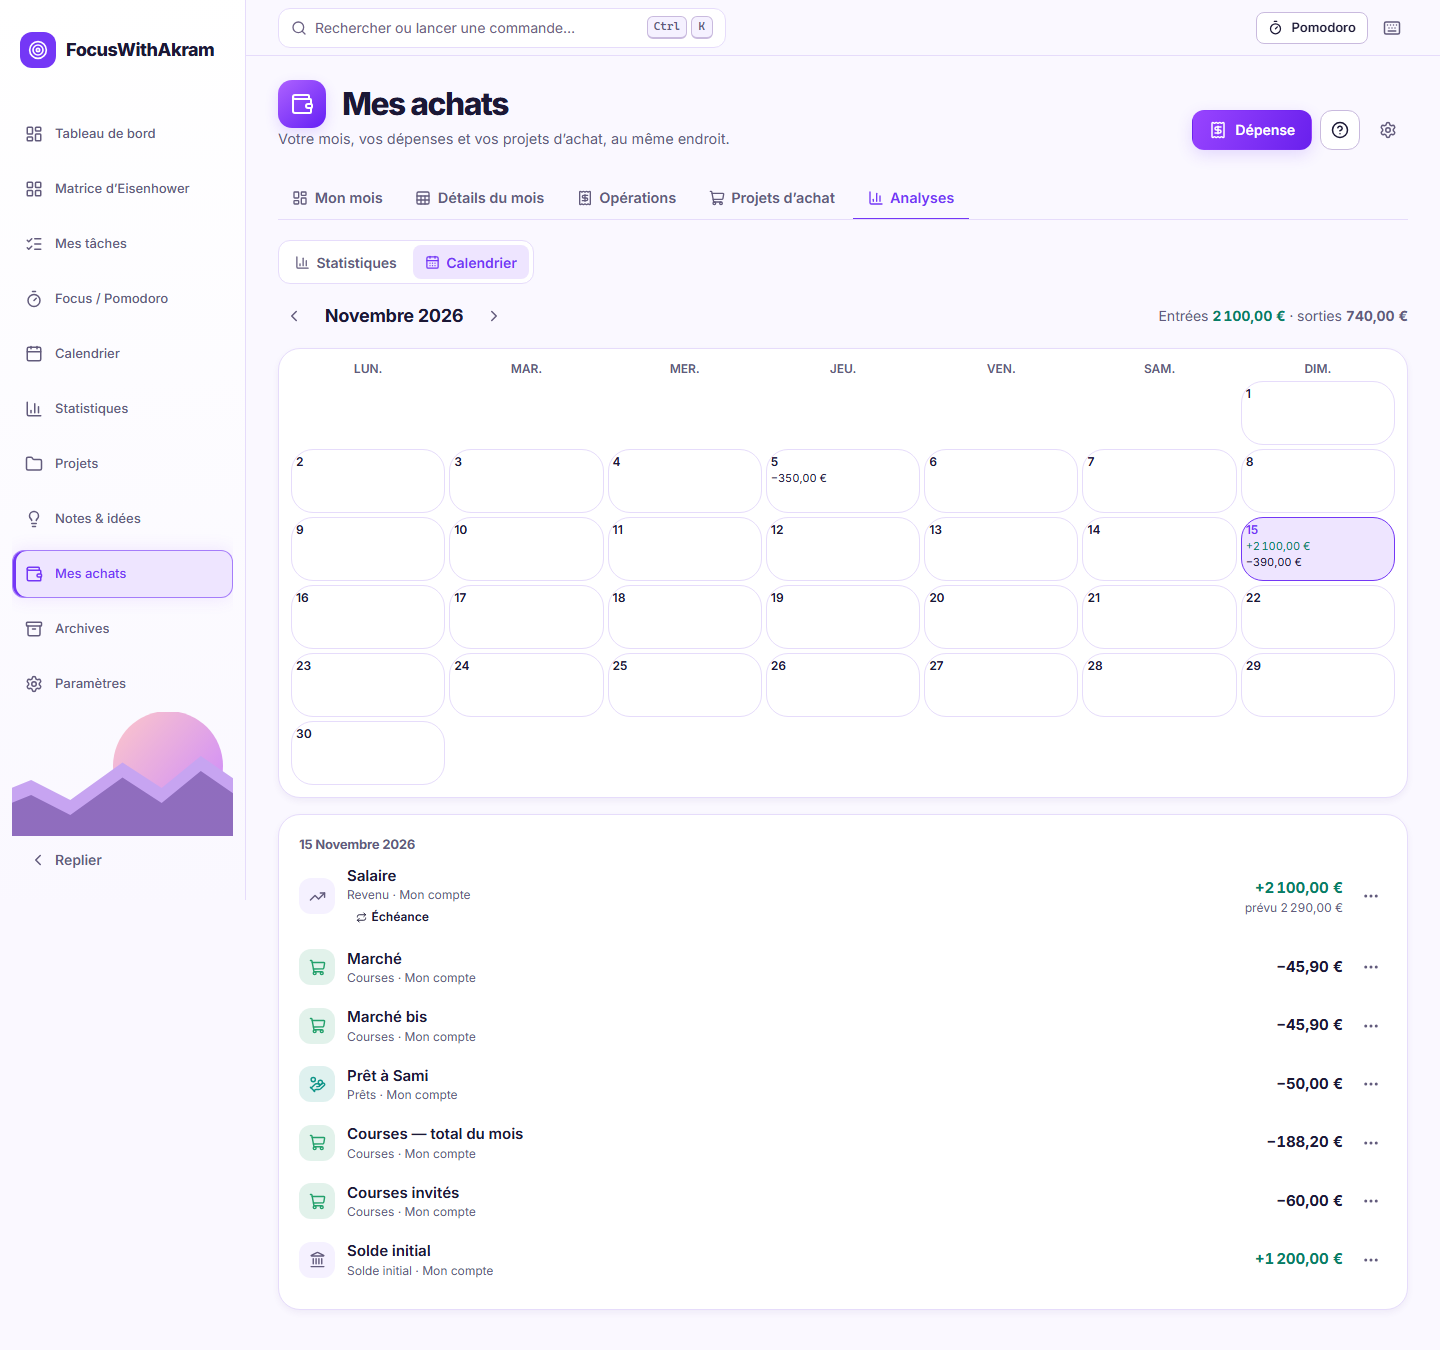 FocusWithAkram
Rechercher ou lancer une commande...
Ctrl K
Pomodoro
Tableau de bord
Matrice d’Eisenhower
Mes tâches
Focus / Pomodoro
Calendrier
Statistiques
Projets
Notes & idées
Mes achats
Archives
Paramètres
Replier
Mes achats
Votre mois, vos dépenses et vos projets d’achat, au même endroit.
Dépense
Mon mois Détails du mois Opérations Projets d’achat Analyses
Statistiques Calendrier
Novembre 2026
Entrées 2 100,00 € · sorties 740,00 €
LUN. MAR. MER. JEU. VEN. SAM. DIM.
1
2 3 4 5 6 7 8
−350,00 €
9 10 11 12 13 14 15
+2 100,00 €
−390,00 €
16 17 18 19 20 21 22
23 24 25 26 27 28 29
30
15 Novembre 2026
Salaire
Revenu · Mon compte
Échéance
+2 100,00 €
prévu 2 290,00 €
Marché
Courses · Mon compte
−45,90 €
Marché bis
Courses · Mon compte
−45,90 €
Prêt à Sami
Prêts · Mon compte
−50,00 €
Courses — total du mois
Courses · Mon compte
−188,20 €
Courses invités
Courses · Mon compte
−60,00 €
Solde initial
Solde initial · Mon compte
+1 200,00 €